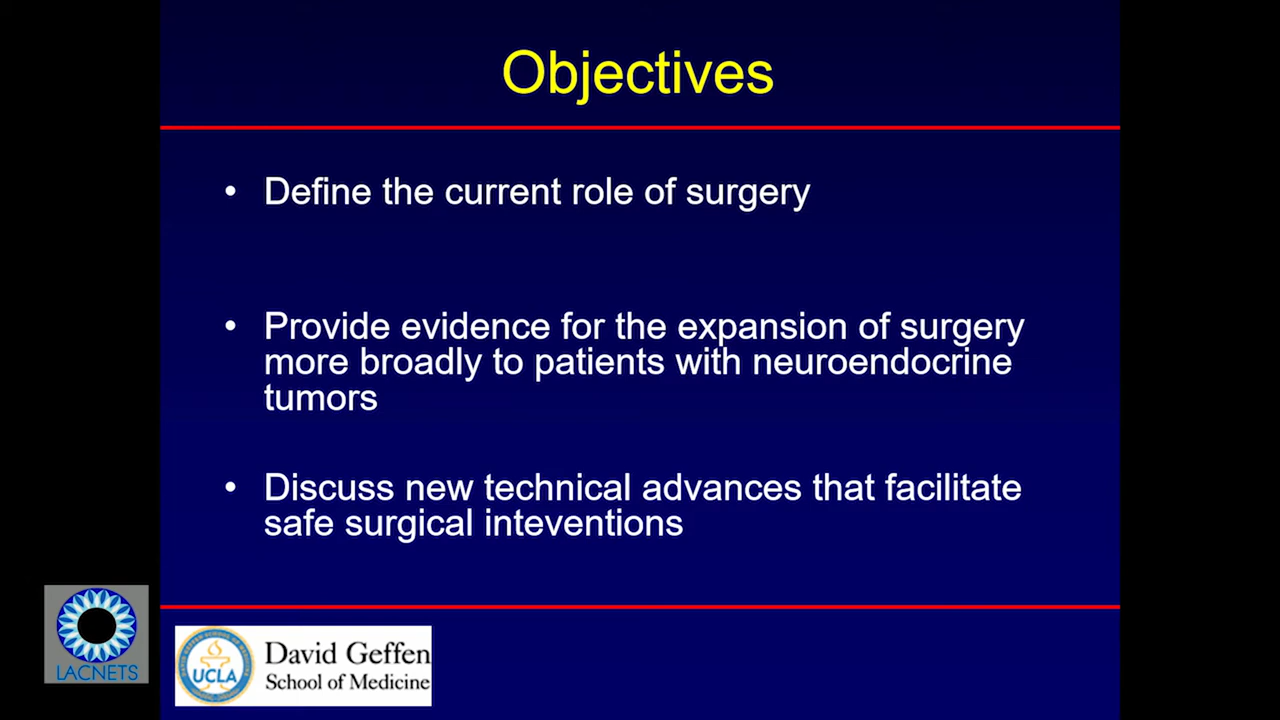 Objectives
• Define the current role of surgery
• Provide evidence for the expansion of surgery
more broadly to patients with neuroendocrine
tumors
• Discuss new technical advances that facilitate
safe surgical inteventions
LACNETS
UCLA
David Geffen
School of Medicine